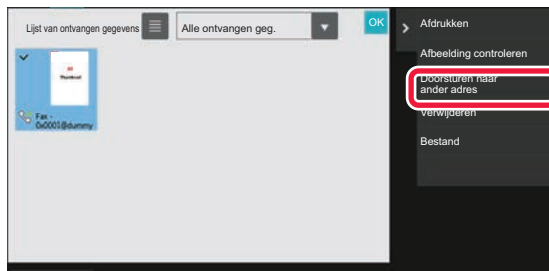 Lijst van ontvangen gegevens
Alle ontvangen geg.
OK
Thumbnail
Fax -
0x0001@dummy
Afdrukken
Afbeelding controleren
Doorsturen naar
ander adres
Verwijderen
Bestand